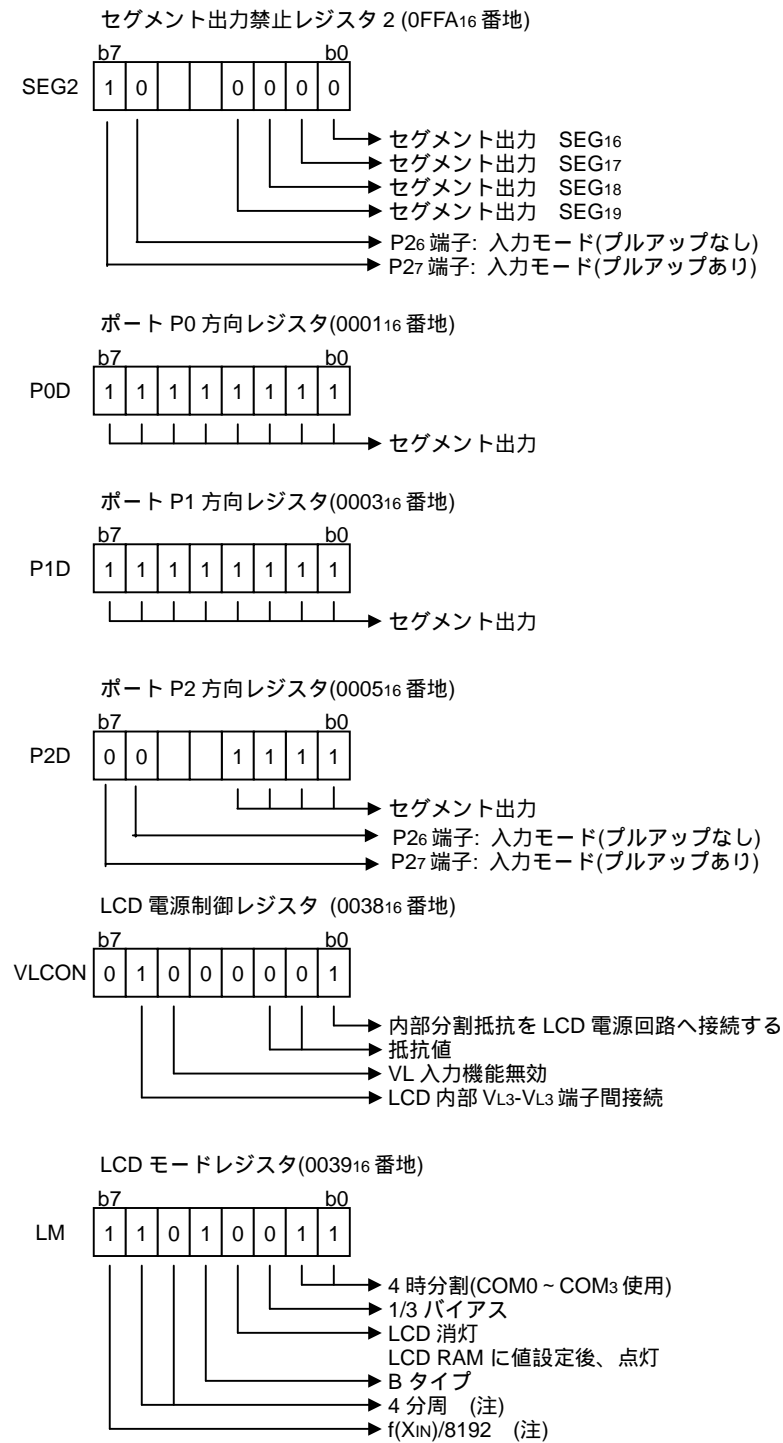 セグメント出力禁止レジスタ 2 (0FFA16 番地)
b7 b0
SEG2 1 0 0 0 0 0
セグメント出力 SEG16
セグメント出力 SEG17
セグメント出力 SEG18
セグメント出力 SEG19
P26 端子: 入力モード(プルアップなし)
P27 端子: 入力モード(プルアップあり)
ポート P0 方向レジスタ(000116 番地)
b7 b0
P0D 1 1 1 1 1 1 1 1
セグメント出力
ポート P1 方向レジスタ(000316 番地)
b7 b0
P1D 1 1 1 1 1 1 1 1
セグメント出力
ポート P2 方向レジスタ(000516 番地)
b7 b0
P2D 0 0 1 1 1 1
セグメント出力
P26 端子: 入力モード(プルアップなし)
P27 端子: 入力モード(プルアップあり)
LCD 電源制御レジスタ (003816 番地)
b7 b0
VLCON 0 1 0 0 0 0 0 1
内部分割抵抗を LCD 電源回路へ接続する
抵抗値
VL 入力機能無効
LCD 内部 VL3-VL3 端子間接続
LCD モードレジスタ(003916 番地)
b7 b0
LM 1 1 0 1 0 0 1 1
4 時分割(COM0 ~ COM3 使用)
1/3 バイアス
LCD 消灯
LCD RAM に値設定後、点灯
B タイプ
4 分周 (注)
f(XIN)/8192 (注)